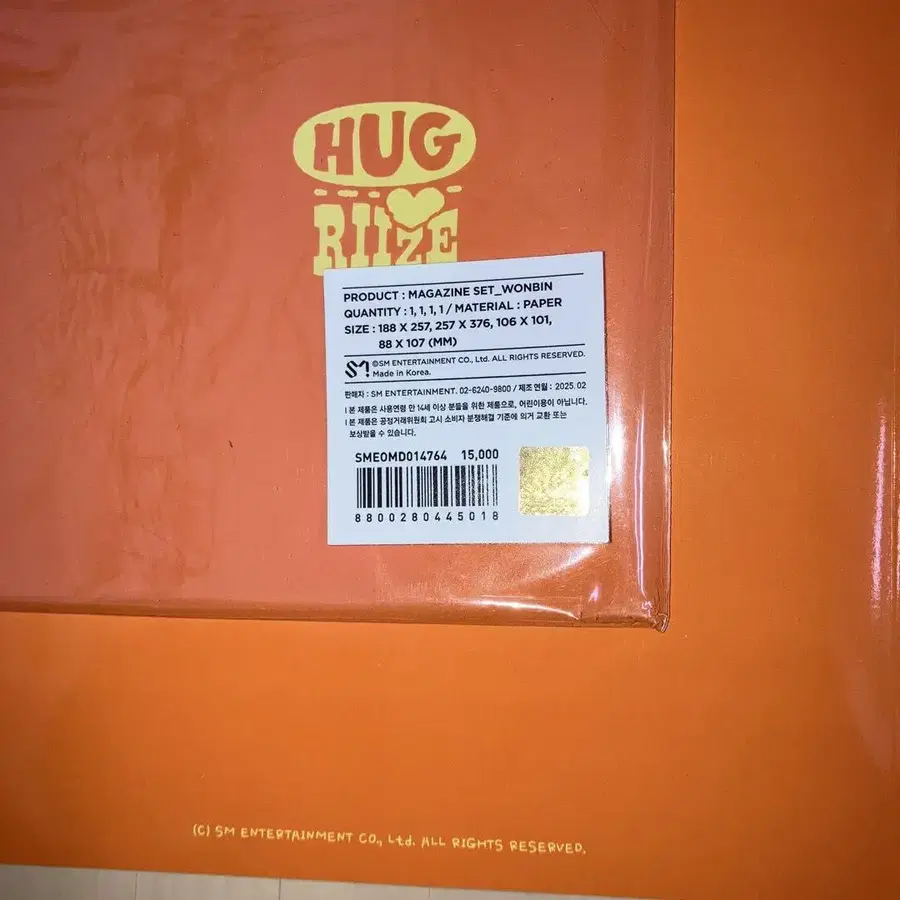 HUG
RIIZE
PRODUCT : MAGAZINE SET_WONBIN
QUANTITY : 1, 1, 1, 1 / MATERIAL : PAPER
SIZE : 188 X 257, 257 X 376, 106 X 101,
88 X 107 (MM)
SM ©SM ENTERTAINMENT CO., Ltd. ALL RIGHTS RESERVED.
Made in Korea.
판매자 : SM ENTERTAINMENT. 02-6240-9800 / 제조 연월 : 2025.02
ㅣ본 제품은 사용연령 만 14세 이상 분들을 위한 제품으로, 어린이용이 아닙니다.
ㅣ본 제품은 공정거래위원회 고시 소비자 분쟁해결 기준에 의거 교환 또는
보상받을 수 있습니다.
SME0MD014764 15,000
8800280445018
(C) SM ENTERTAINMENT CO., Ltd. ALL RIGHTS RESERVED.